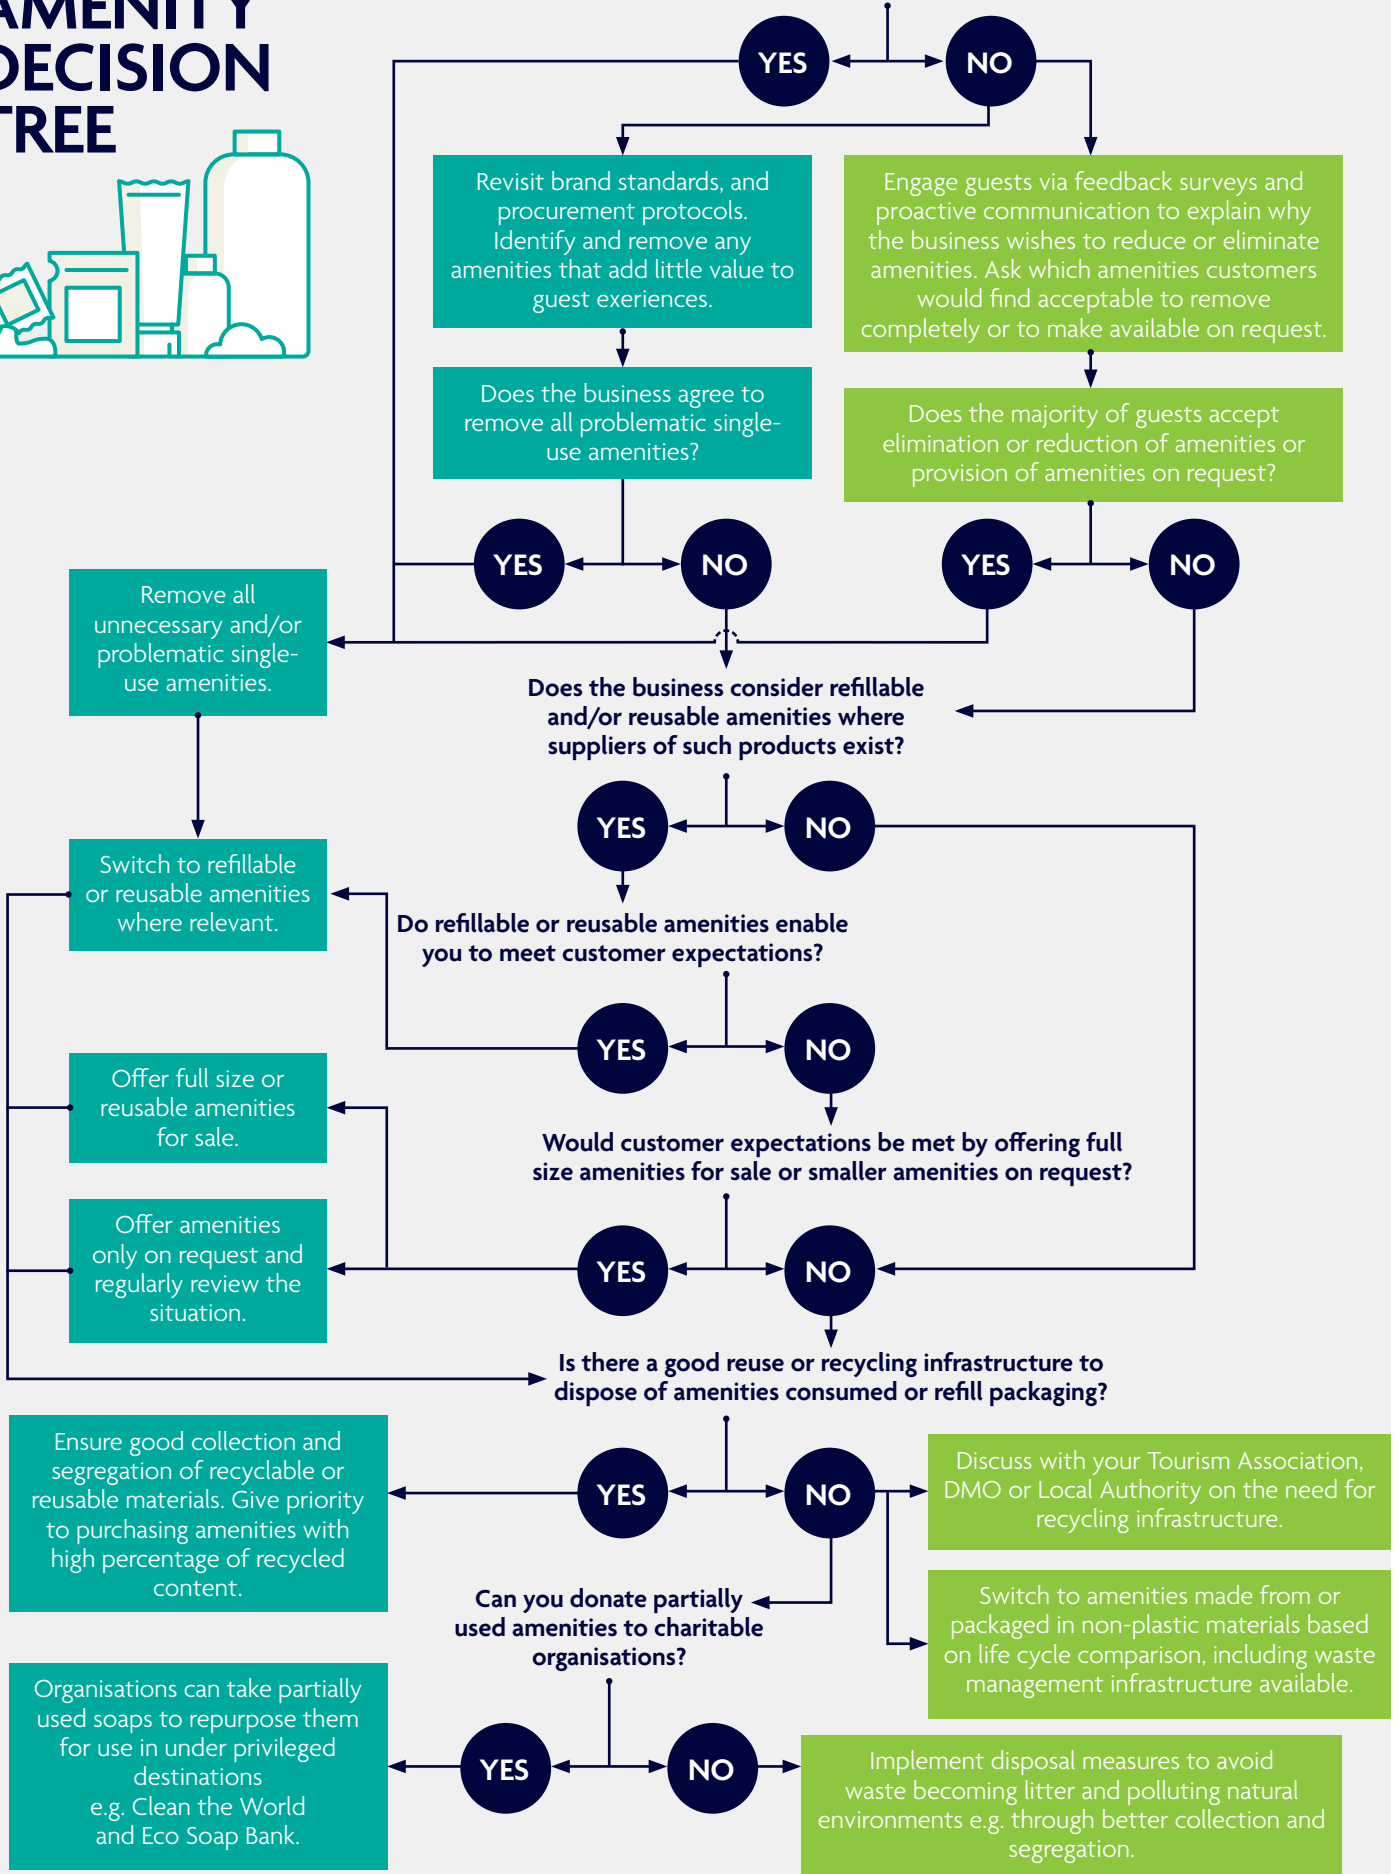 AMENITY
DECISION
TREE
YES
NO
Revisit brand standards, and
procurement protocols.
Identify and remove any
amenities that add little value to
guest exeriences.
Engage guests via feedback surveys and
proactive communication to explain why
the business wishes to reduce or eliminate
amenities. Ask which amenities customers
would find acceptable to remove
completely or to make available on request.
Does the business agree to
remove all problematic single-
use amenities?
Does the majority of guests accept
elimination or reduction of amenities or
provision of amenities on request?
YES
NO
YES
NO
Remove all
unnecessary and/or
problematic single-
use amenities.
Does the business consider refillable
and/or reusable amenities where
suppliers of such products exist?
YES
NO
Switch to refillable
or reusable amenities
where relevant.
Do refillable or reusable amenities enable
you to meet customer expectations?
YES
NO
Offer full size or
reusable amenities
for sale.
Would customer expectations be met by offering full
size amenities for sale or smaller amenities on request?
Offer amenities
only on request and
regularly review the
situation.
YES
NO
Is there a good reuse or recycling infrastructure to
dispose of amenities consumed or refill packaging?
Ensure good collection and
segregation of recyclable or
reusable materials. Give priority
to purchasing amenities with
high percentage of recycled
content.
YES
NO
Discuss with your Tourism Association,
DMO or Local Authority on the need for
recycling infrastructure.
Switch to amenities made from or
packaged in non-plastic materials based
on life cycle comparison, including waste
management infrastructure available.
Can you donate partially
used amenities to charitable
organisations?
Organisations can take partially
used soaps to repurpose them
for use in under privileged
destinations
e.g. Clean the World
and Eco Soap Bank.
YES
NO
Implement disposal measures to avoid
waste becoming litter and polluting natural
environments e.g. through better collection and
segregation.